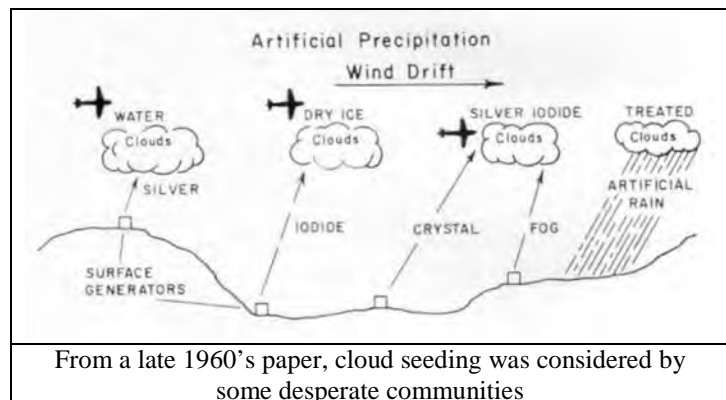 Artificial Precipitation
Wind Drift
WATER
Clouds
SILVER
DRY ICE
Clouds
IODIDE
SILVER IODIDE
Clouds
CRYSTAL
FOG
TREATED
Clouds
ARTIFICIAL
RAIN
SURFACE
GENERATORS
From a late 1960's paper, cloud seeding was considered by
some desperate communities